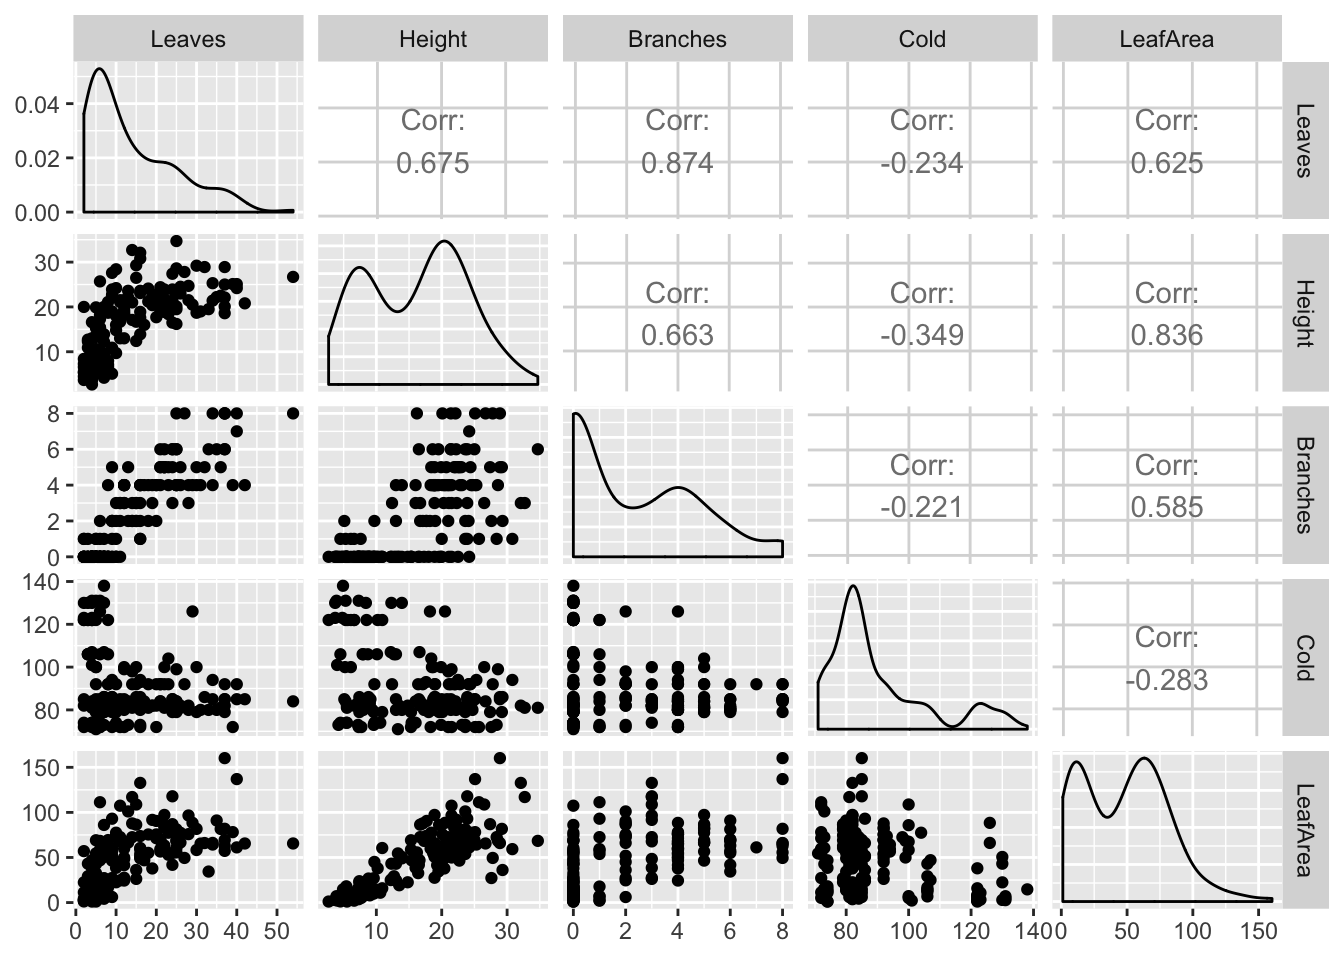 Leaves Height Branches Cold LeafArea
0.04 Corr: Corr: Corr: Corr: Leaves
0.02 0.675 0.874 -0.234 0.625
0.00
30 Corr: Corr: Corr: Height
20 0.663 -0.349 0.836
10
8 Corr: Corr: Branches
6 -0.221 0.585
4
2
0
140 Corr: Cold
120 -0.283
100
80
150 LeafArea
100
50
0
0 10 20 30 40 50 10 20 30 0 2 4 6 8 80 100 120 140 0 50 100 150